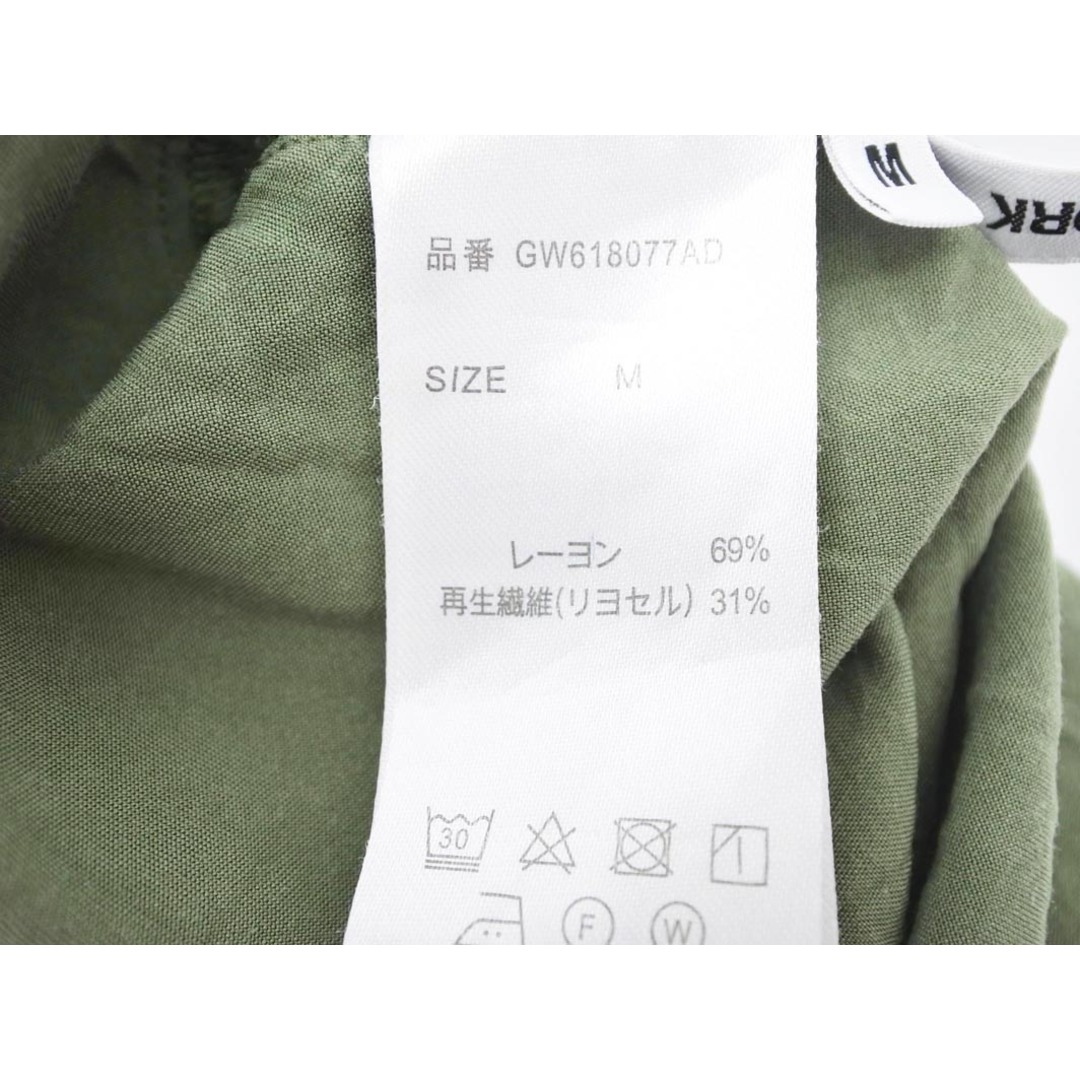 品番 GW618077AD
SIZE M
レーヨン 69%
再生繊維(リヨセル) 31%
30
F W
M
ORK